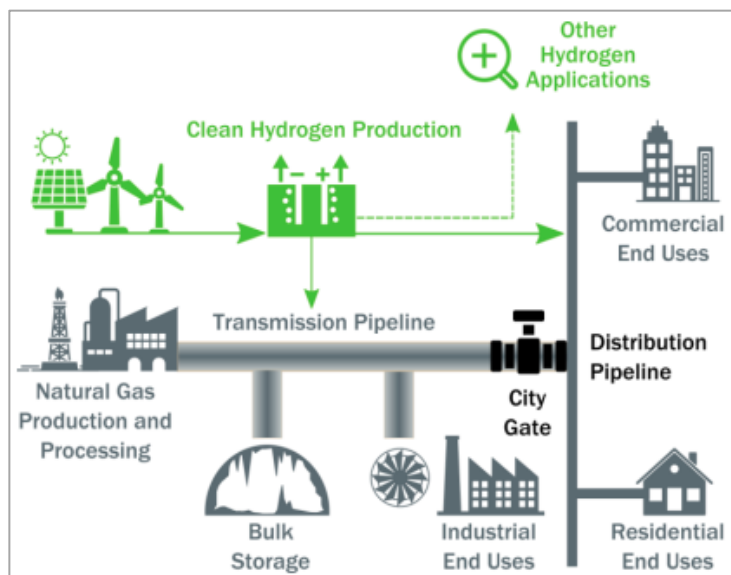 Other
Hydrogen
Applications
Clean Hydrogen Production
Commercial
End Uses
Transmission Pipeline
Distribution
Pipeline
Natural Gas
Production and
Processing
City
Gate
Bulk
Storage
Industrial
End Uses
Residential
End Uses